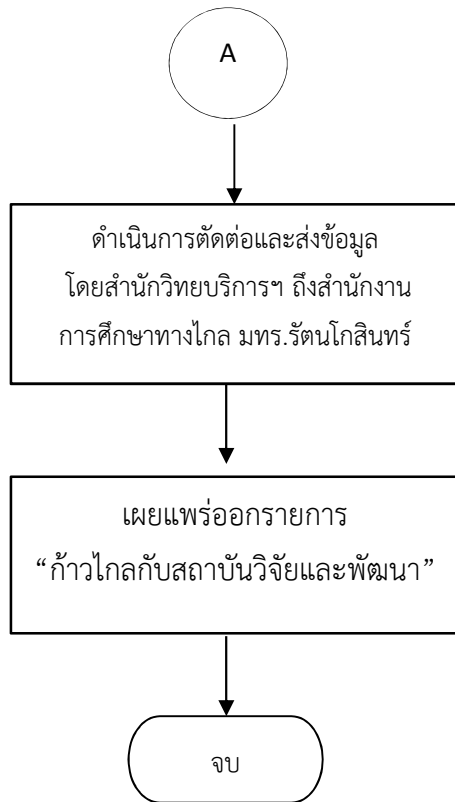 A
ดำเนินการตัดต่อและส่งข้อมูล
โดยสำนักวิทยบริการฯ ถึงสำนักงาน
การศึกษาทางไกล มทร.รัตนโกสินทร์
เผยแพร่ออกรายการ
“ก้าวไกลกับสถาบันวิจัยและพัฒนา”
จบ